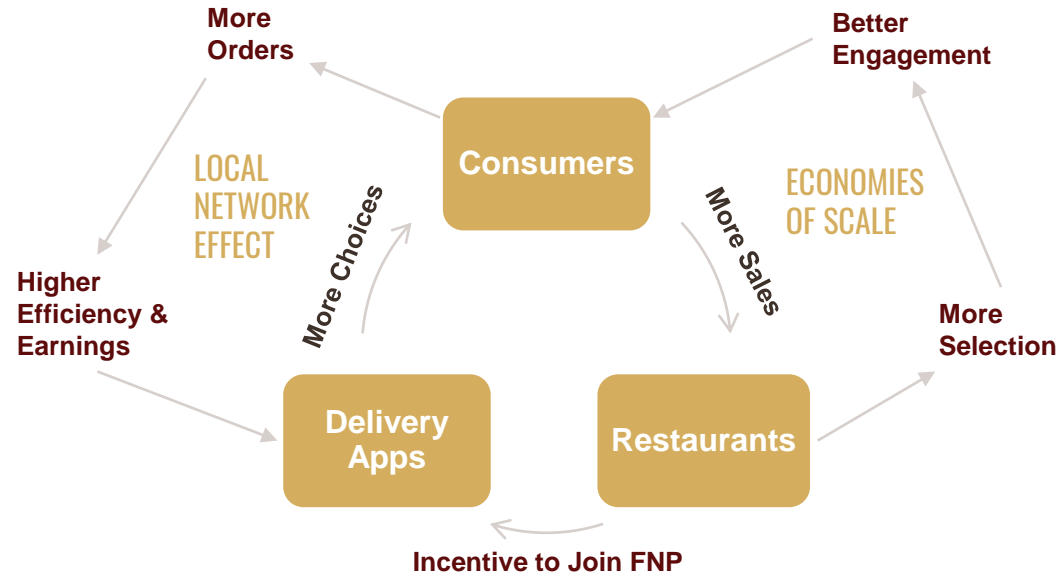 More
Orders
Better
Engagement
Consumers
LOCAL
NETWORK
EFFECT
ECONOMIES
OF SCALE
More Choices
More Sales
Higher
Efficiency &
Earnings
More
Selection
Delivery
Apps
Restaurants
Incentive to Join FNP